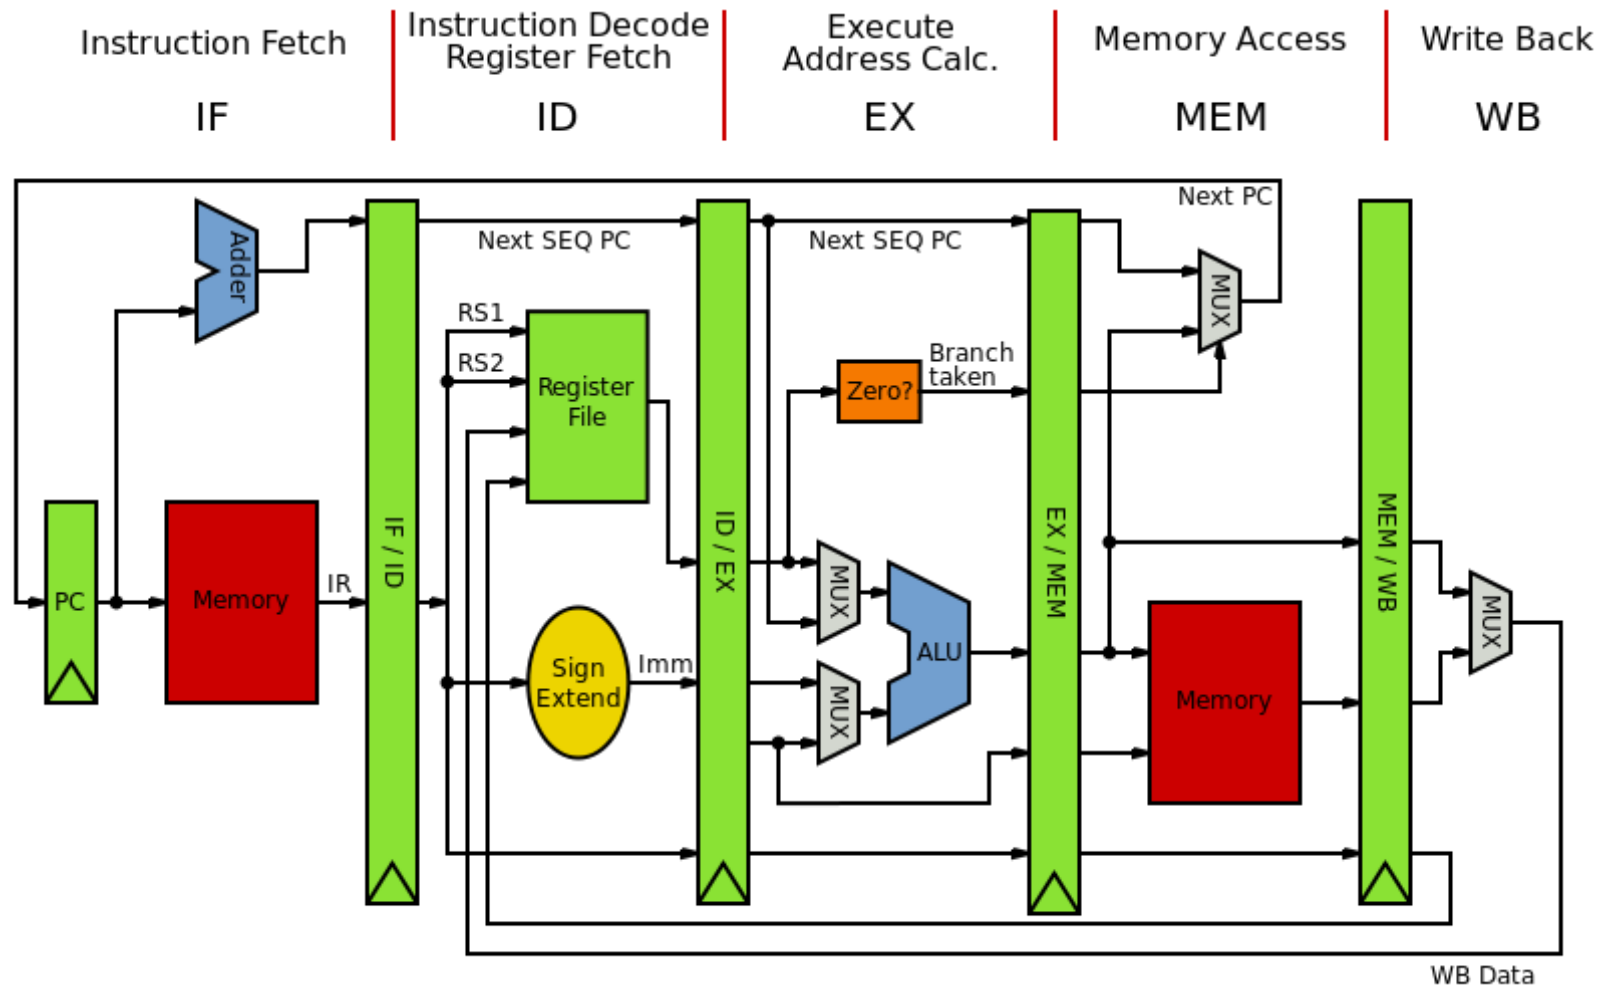 Instruction Fetch
IF
Instruction Decode
Register Fetch
ID
Execute
Address Calc.
EX
Memory Access
MEM
Write Back
WB
Next PC
Adder
Next SEQ PC
Next SEQ PC
MUX
RS1
RS2
Register
File
Branch
taken
Zero?
PC
Memory
IR
IF / ID
ID / EX
EX / MEM
MEM / WB
MUX
MUX
ALU
Sign
Extend
Imm
Memory
MUX
WB Data